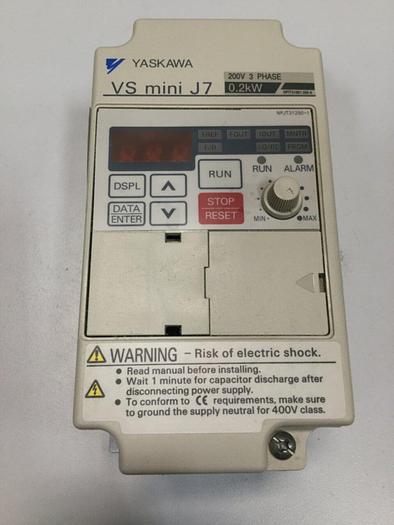 YASKAWA
VS mini J7
200V 3 PHASE
0.2kW
NPJT31250-1
FREF FOUT IOUT MNTR
F/R LO/RE PRGM
RUN ALARM
DSPL
RUN
DATA
ENTER
STOP
RESET
MIN MAX
WARNING - Risk of electric shock.
● Read manual before installing.
● Wait 1 minute for capacitor discharge after
disconnecting power supply.
● To conform to CE requirements, make sure
to ground the supply neutral for 400V class.